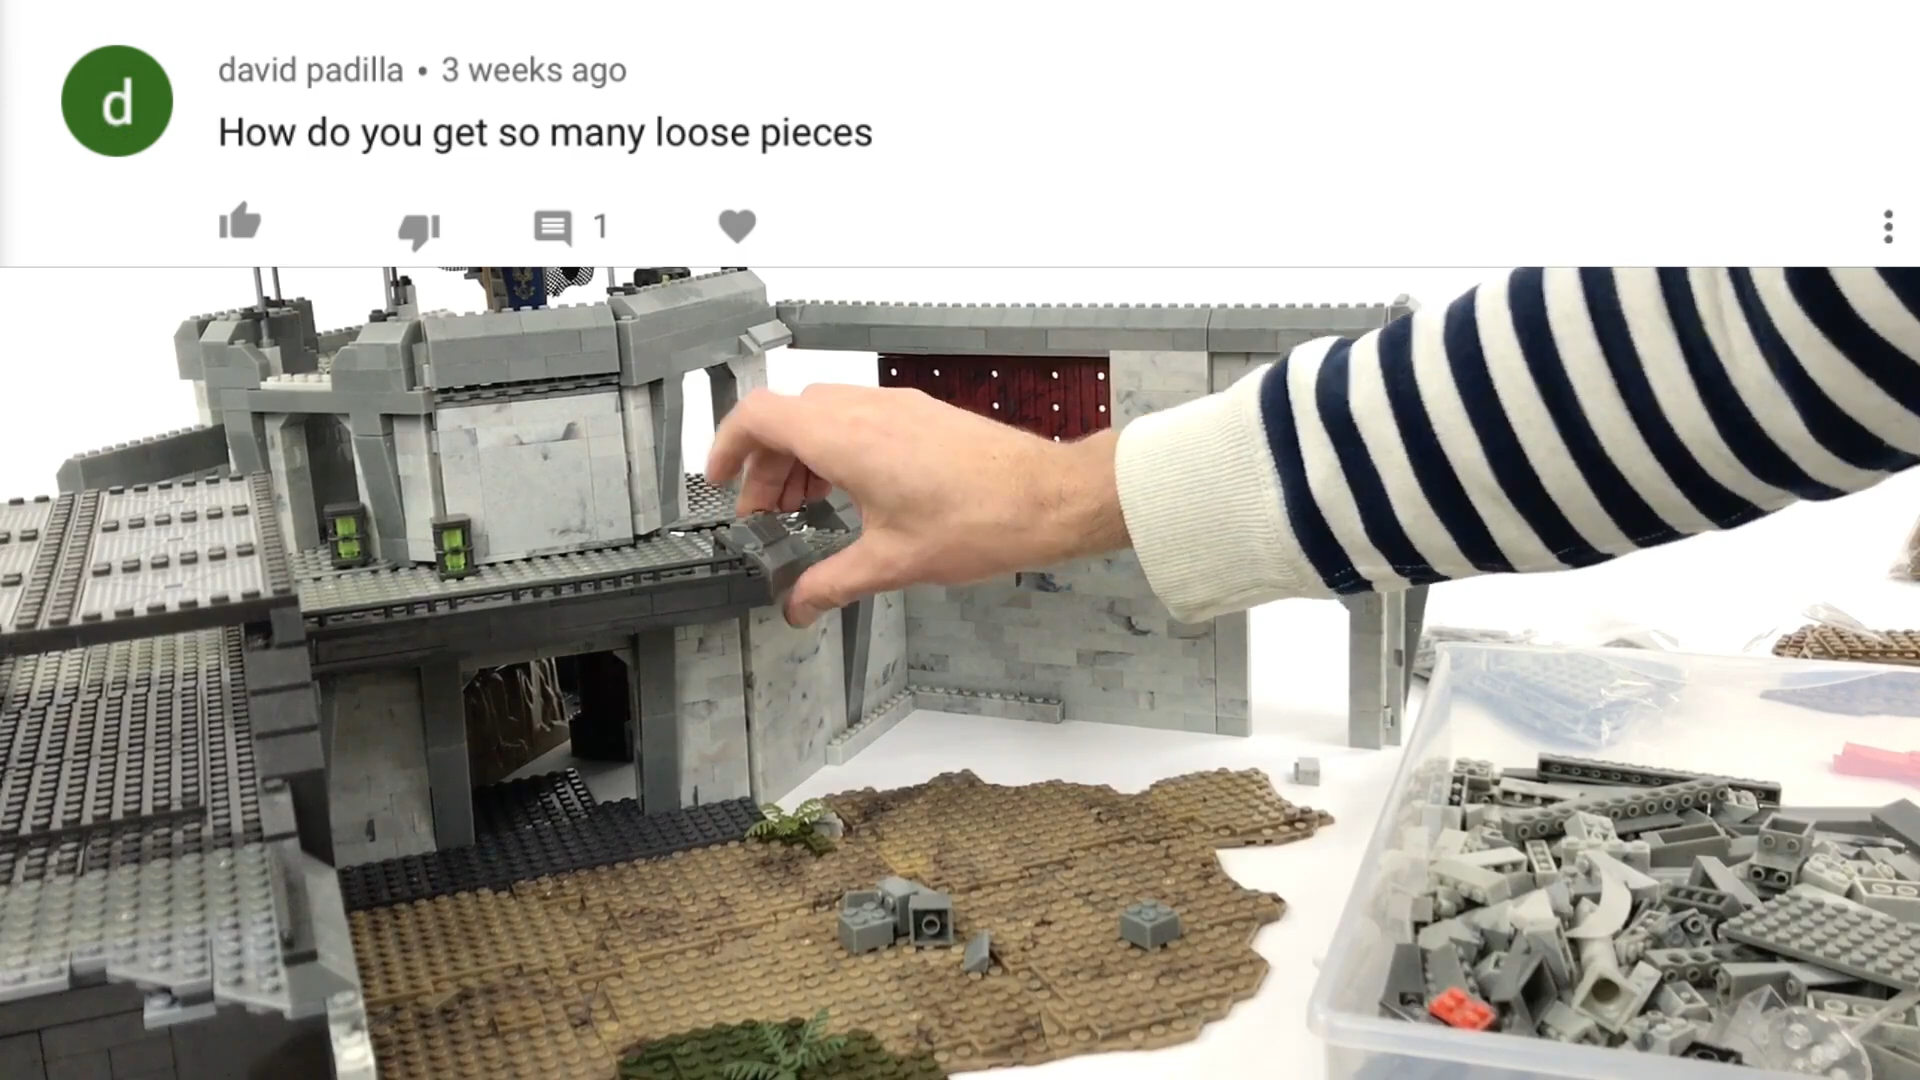 d
david padilla • 3 weeks ago
How do you get so many loose pieces
1